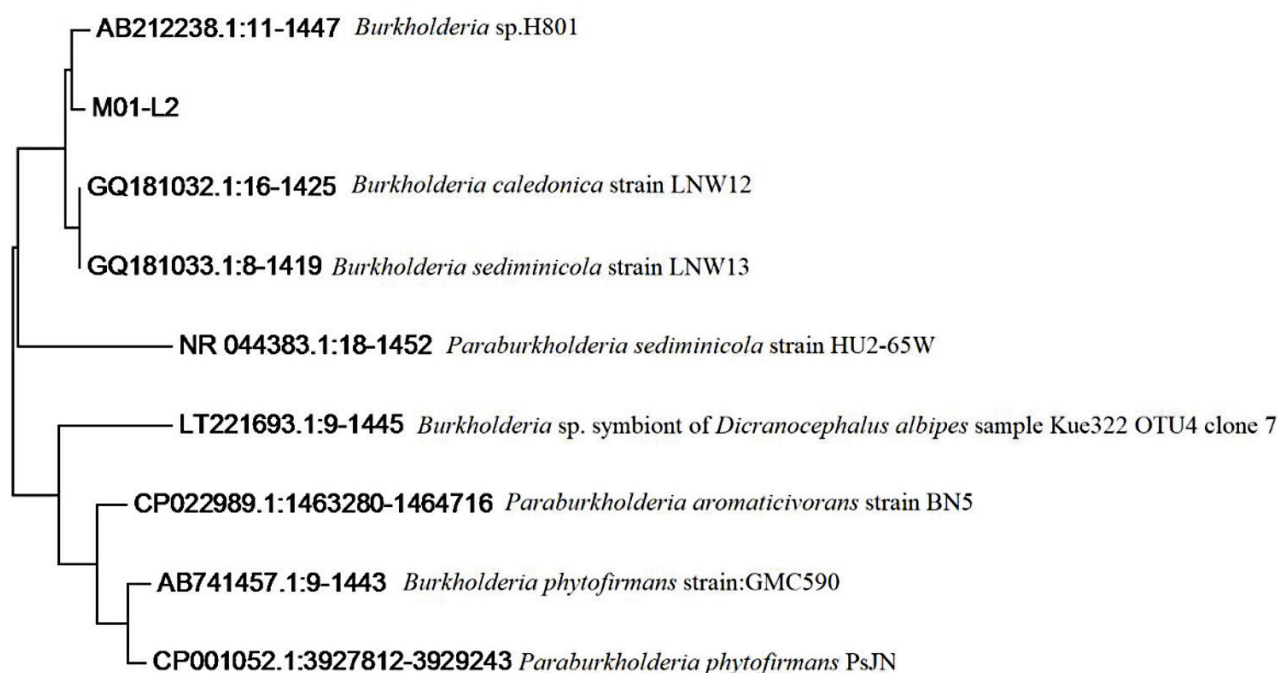 AB212238.1:11-1447 Burkholderia sp.H801
M01-L2
GQ181032.1:16-1425 Burkholderia caledonica strain LNW12
GQ181033.1:8-1419 Burkholderia sediminicola strain LNW13
NR 044383.1:18-1452 Paraburkholderia sediminicola strain HU2-65W
LT221693.1:9-1445 Burkholderia sp. symbiont of Dicranocephalus albipes sample Kue322 OTU4 clone 7
CP022989.1:1463280-1464716 Paraburkholderia aromaticivorans strain BN5
AB741457.1:9-1443 Burkholderia phytofirmans strain:GMC590
CP001052.1:3927812-3929243 Paraburkholderia phytofirmans PsJN